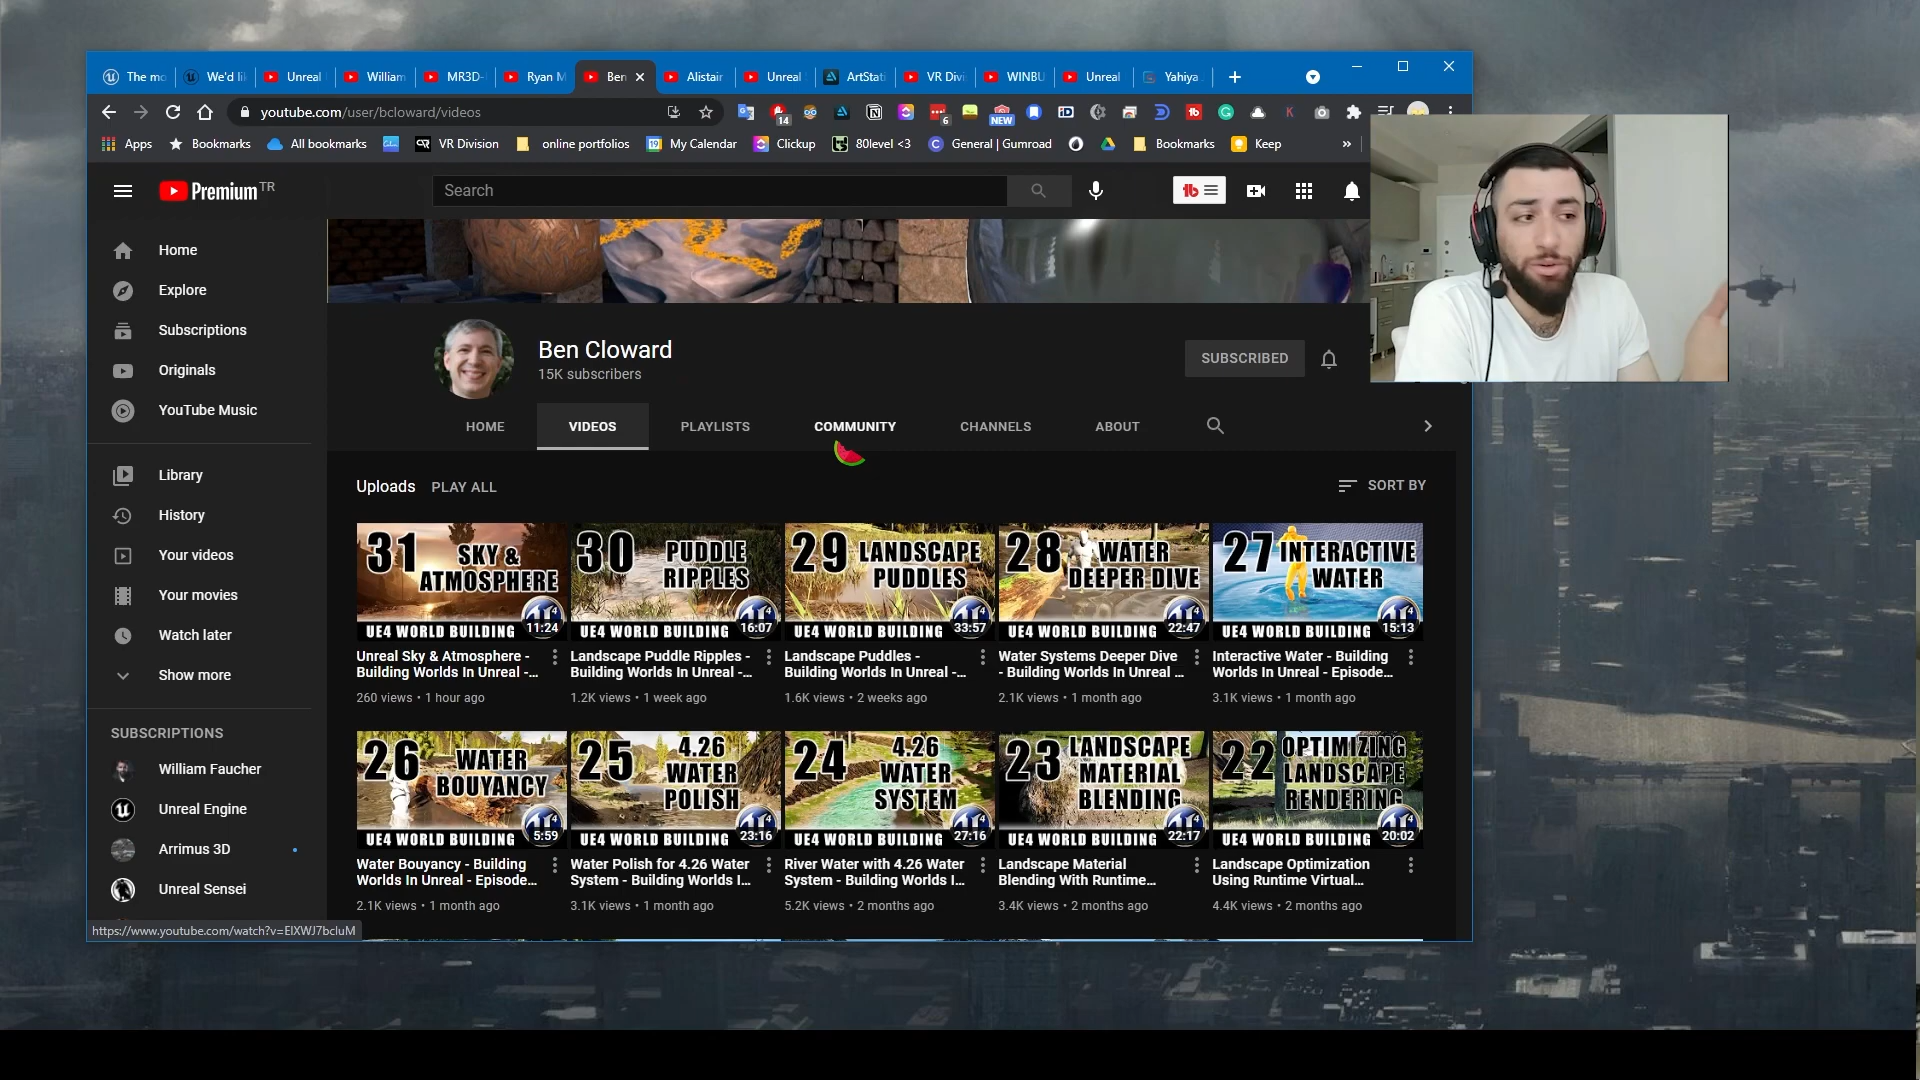 The mo
We'd li
Unreal
William
MR3D-
Ryan M
Ben
Alistair
Unreal
ArtStati
VR Divi
WINBU
Unreal
Yahiya
youtube.com/user/bcloward/videos
14
6
NEW
Apps
Bookmarks
All bookmarks
VR Division
online portfolios
19
My Calendar
Clickup
80level <3
General | Gumroad
Bookmarks
Keep
»
Premium TR
Search
Home
Explore
Subscriptions
Originals
YouTube Music
Library
History
Your videos
Your movies
Watch later
Show more
SUBSCRIPTIONS
William Faucher
Unreal Engine
Arrimus 3D
Unreal Sensei
https://www.youtube.com/watch?v=EIXWJ7bcIuM
Ben Cloward
15K subscribers
SUBSCRIBED
HOME
VIDEOS
PLAYLISTS
COMMUNITY
CHANNELS
ABOUT
Uploads
PLAY ALL
SORT BY
31
SKY &
ATMOSPHERE
UE4 WORLD BUILDING
11:24
Unreal Sky & Atmosphere -
Building Worlds In Unreal -...
260 views • 1 hour ago
30
PUDDLE
RIPPLES
UE4 WORLD BUILDING
16:07
Landscape Puddle Ripples -
Building Worlds In Unreal -...
1.2K views • 1 week ago
29
LANDSCAPE
PUDDLES
UE4 WORLD BUILDING
33:57
Landscape Puddles -
Building Worlds In Unreal -...
1.6K views • 2 weeks ago
28
WATER
DEEPER DIVE
UE4 WORLD BUILDING
22:47
Water Systems Deeper Dive
- Building Worlds In Unreal ...
2.1K views • 1 month ago
27
INTERACTIVE
WATER
UE4 WORLD BUILDING
15:13
Interactive Water - Building
Worlds In Unreal - Episode...
3.1K views • 1 month ago
26
WATER
BOUYANCY
UE4 WORLD BUILDING
5:59
Water Bouyancy - Building
Worlds In Unreal - Episode...
2.1K views • 1 month ago
25
4.26
WATER
POLISH
UE4 WORLD BUILDING
23:16
Water Polish for 4.26 Water
System - Building Worlds I...
3.1K views • 1 month ago
24
4.26
WATER
SYSTEM
UE4 WORLD BUILDING
27:16
River Water with 4.26 Water
System - Building Worlds I...
5.2K views • 2 months ago
23
LANDSCAPE
MATERIAL
BLENDING
UE4 WORLD BUILDING
22:17
Landscape Material
Blending With Runtime...
3.4K views • 2 months ago
22
OPTIMIZING
LANDSCAPE
RENDERING
UE4 WORLD BUILDING
20:02
Landscape Optimization
Using Runtime Virtual...
4.4K views • 2 months ago